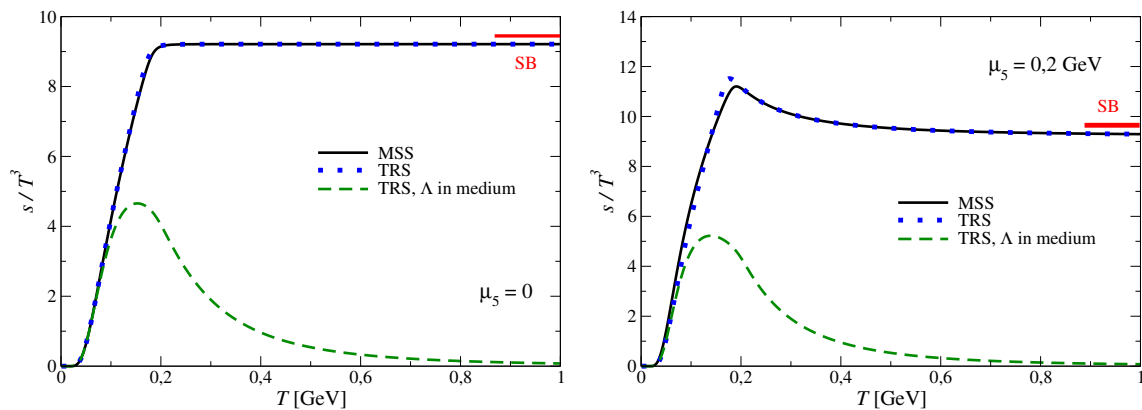 10
8
6
4
2
0
s / T³
SB
MSS
TRS
TRS, Λ in medium
μ₅ = 0
0 0,2 0,4 0,6 0,8 1
T [GeV]
14
12
10
8
6
4
2
0
s / T³
μ₅ = 0,2 GeV
SB
MSS
TRS
TRS, Λ in medium
0 0,2 0,4 0,6 0,8 1
T [GeV]